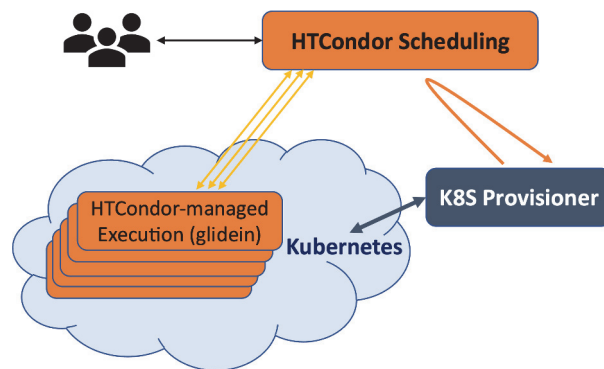 HTCondor Scheduling
K8S Provisioner
HTCondor-managed
Execution (glidein)
Kubernetes